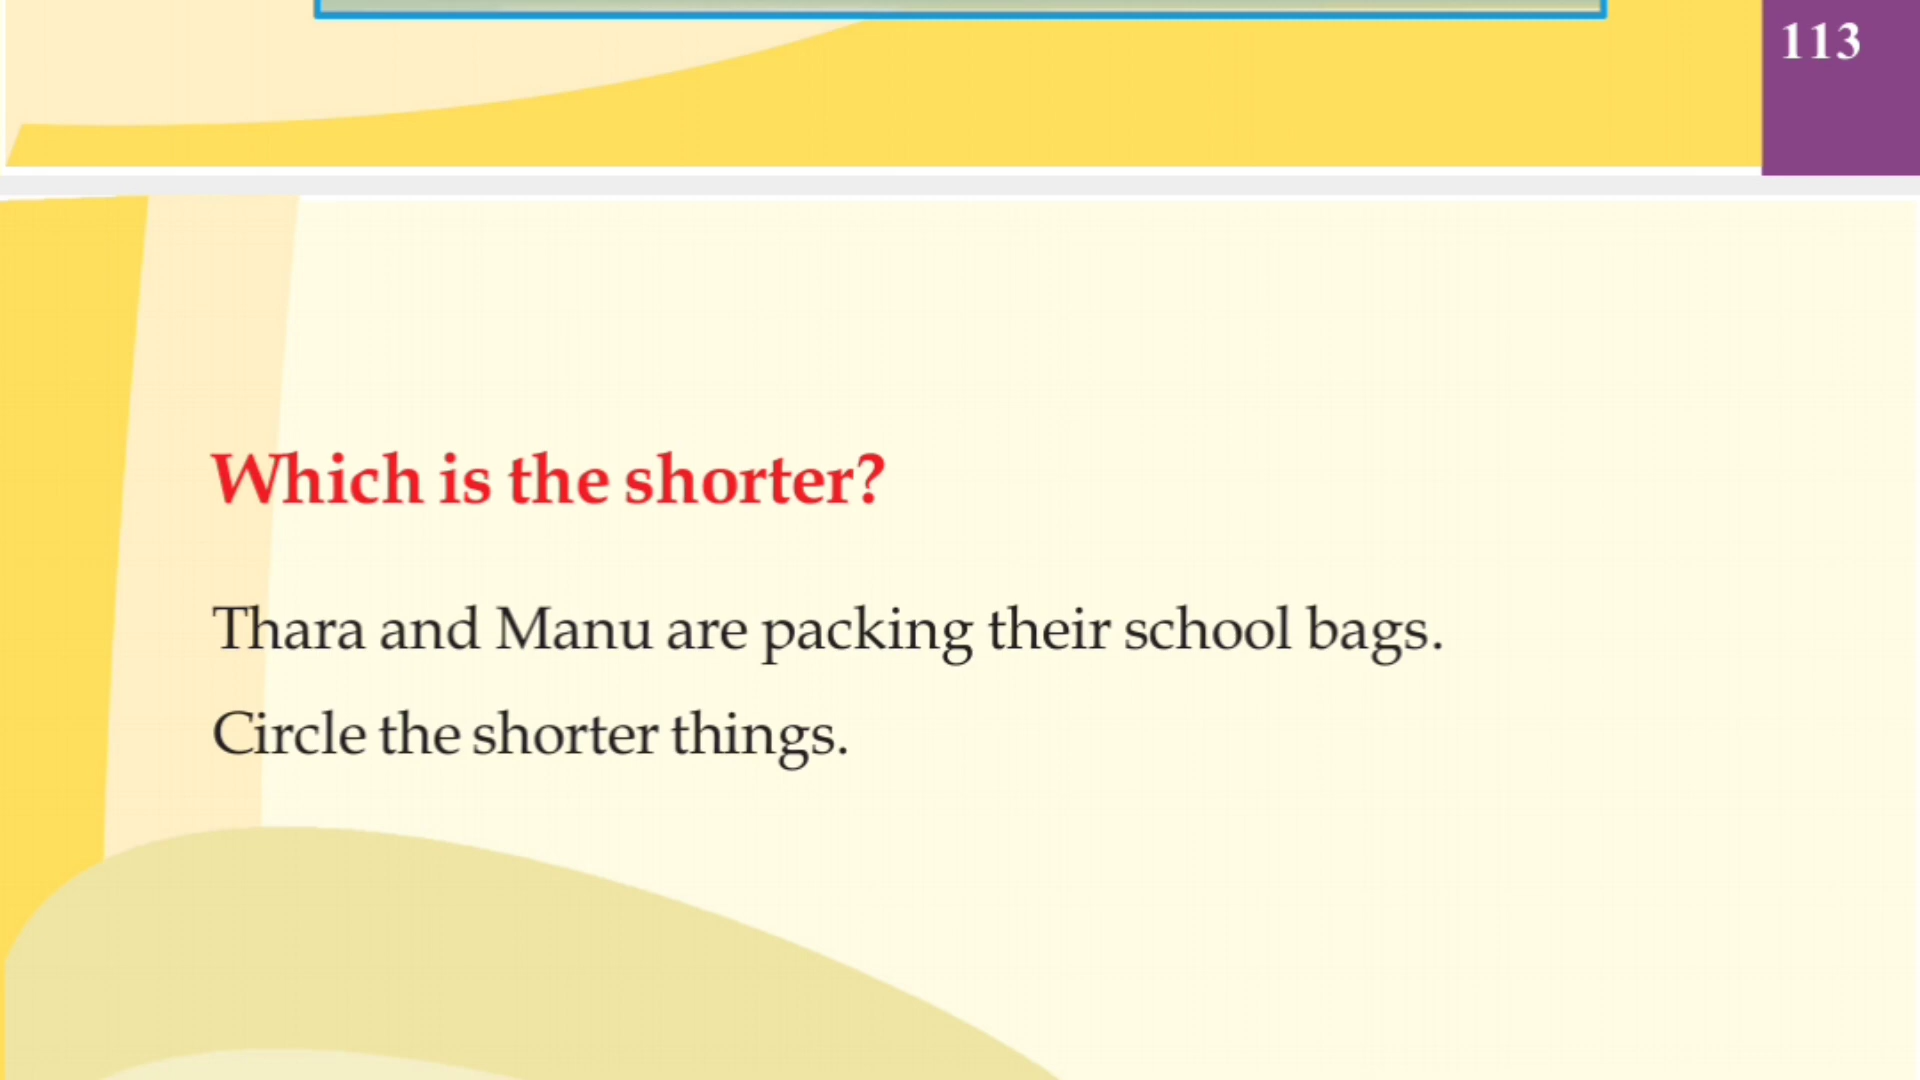 113
Which is the shorter?
Thara and Manu are packing their school bags.
Circle the shorter things.